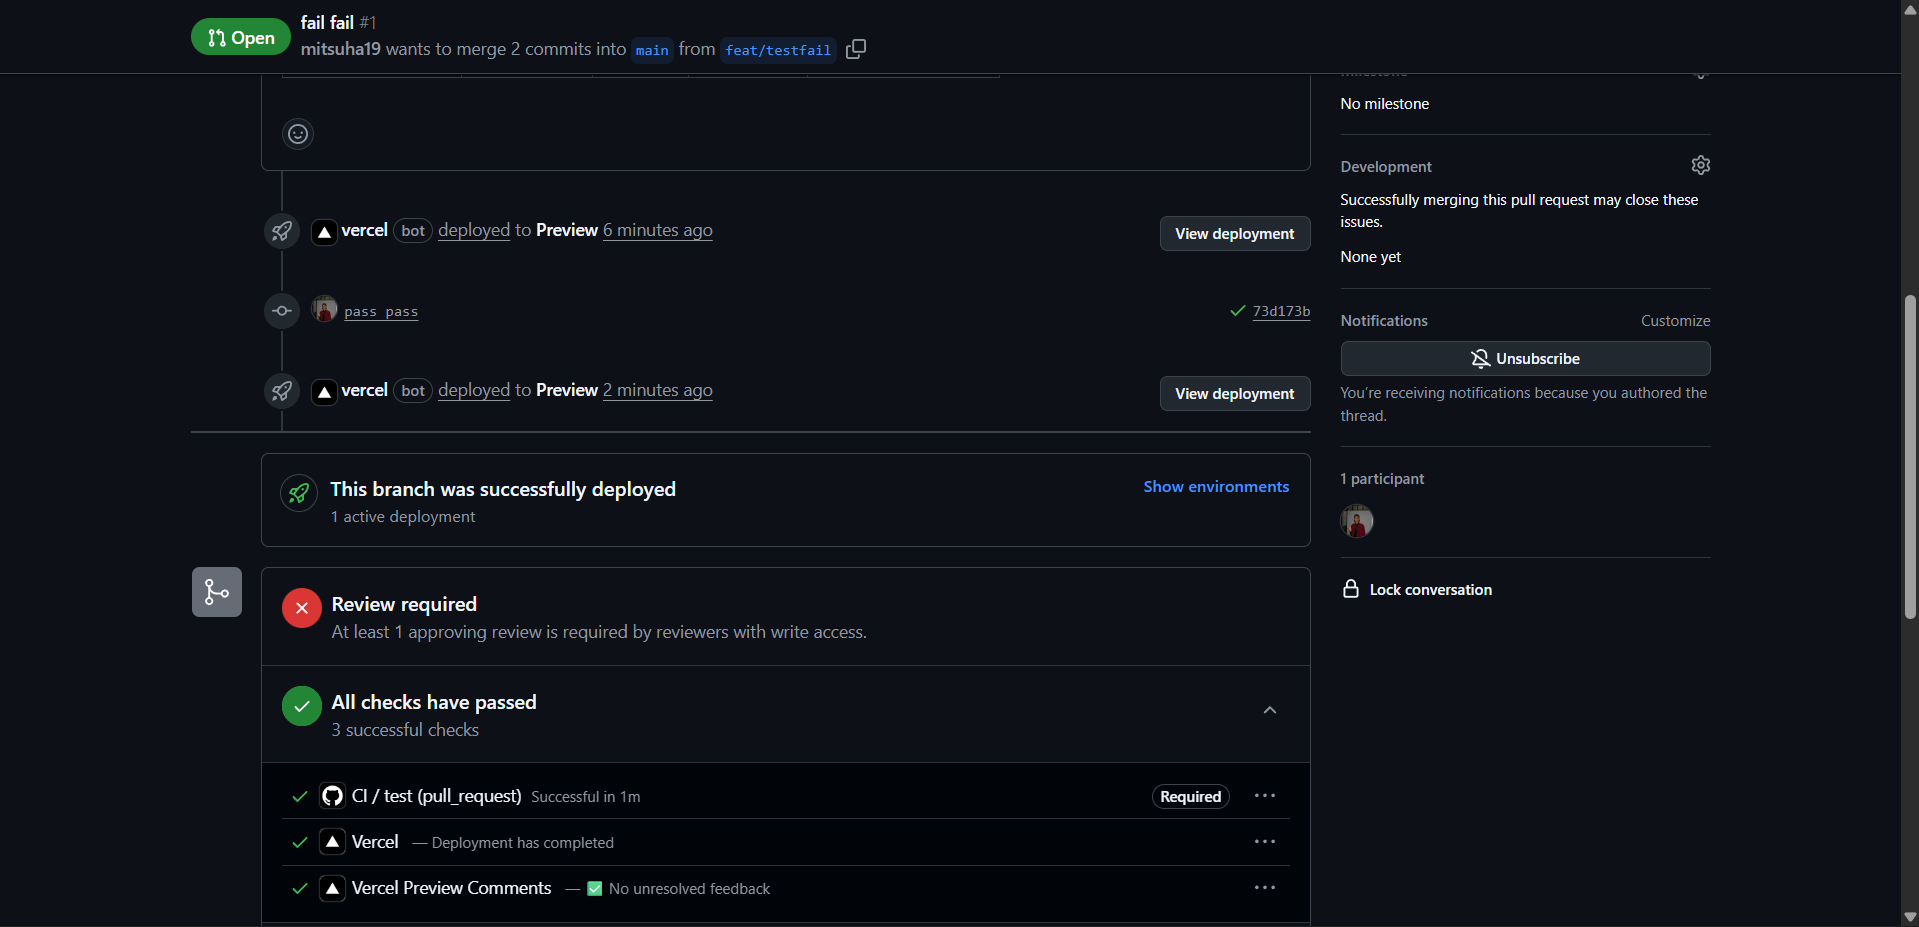 Open
fail fail #1
mitsuha19 wants to merge 2 commits into main from feat/testfail
No milestone
Development
Successfully merging this pull request may close these
issues.
None yet
vercel bot deployed to Preview 6 minutes ago
View deployment
pass pass
73d173b
vercel bot deployed to Preview 2 minutes ago
View deployment
Notifications
Customize
Unsubscribe
You're receiving notifications because you authored the
thread.
1 participant
Lock conversation
This branch was successfully deployed
1 active deployment
Show environments
Review required
At least 1 approving review is required by reviewers with write access.
All checks have passed
3 successful checks
CI / test (pull_request) Successful in 1m
Required
Vercel — Deployment has completed
Vercel Preview Comments — ✅ No unresolved feedback